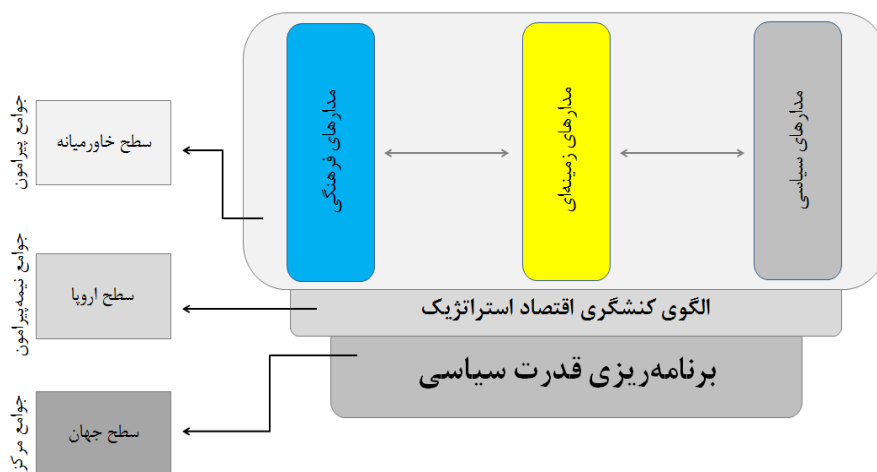 مدارهای سیاسی
مدارهای زمینه‌ای
مدارهای فرهنگی
الگوی کنشگری اقتصاد استراتژیک
برنامه‌ریزی قدرت سیاسی
سطح خاورمیانه
جوامع پیرامون
سطح اروپا
جوامع نیمه‌پیرامون
سطح جهان
جوامع مرکز